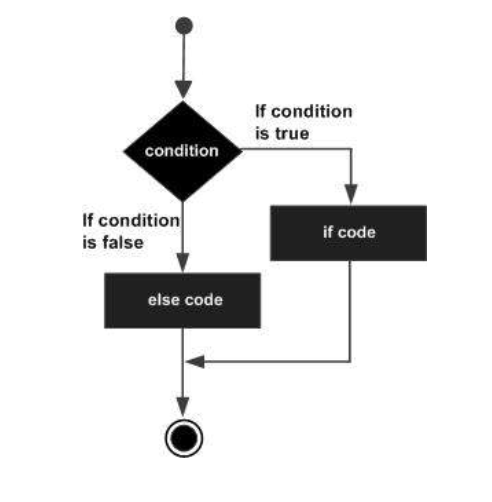 If condition
is true
condition
If condition
is false
if code
else code